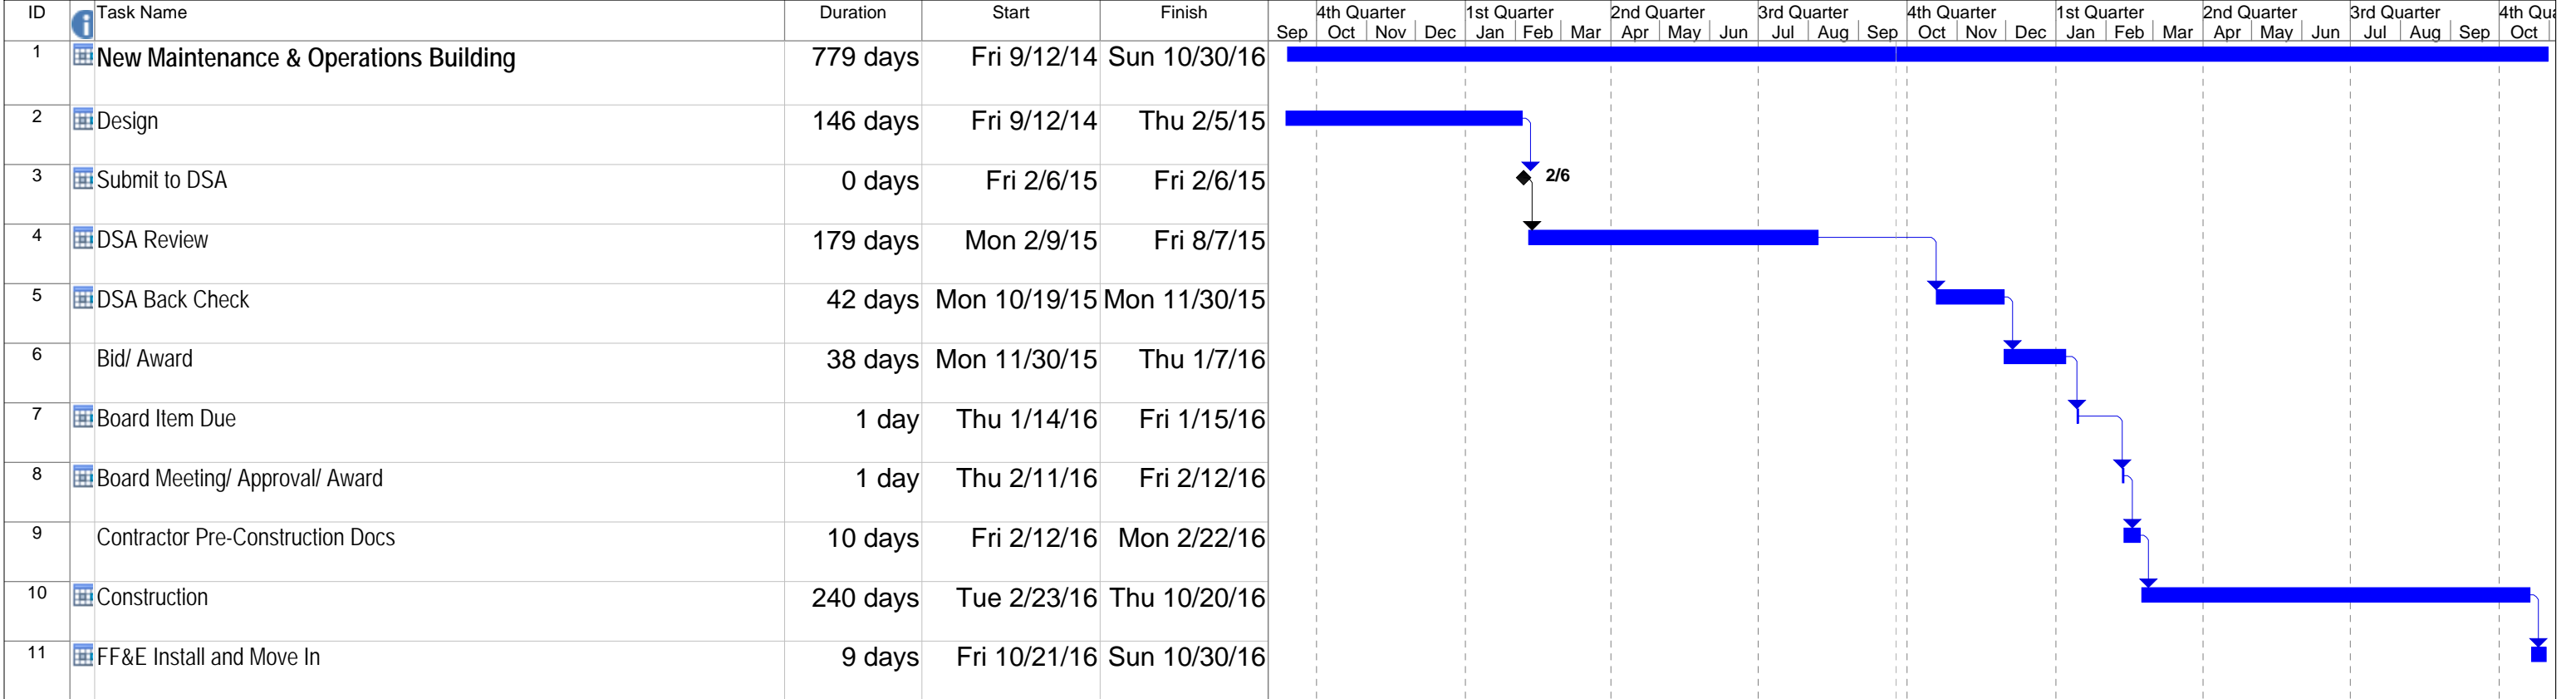 ID Task Name Duration Start Finish 4th Quarter 1st Quarter 2nd Quarter 3rd Quarter 4th Quarter 1st Quarter 2nd Quarter 3rd Quarter 4th Qua
Sep Oct Nov Dec Jan Feb Mar Apr May Jun Jul Aug Sep Oct Nov Dec Jan Feb Mar Apr May Jun Jul Aug Sep Oct
1 New Maintenance & Operations Building 779 days Fri 9/12/14 Sun 10/30/16
2 Design 146 days Fri 9/12/14 Thu 2/5/15
3 Submit to DSA 0 days Fri 2/6/15 Fri 2/6/15 2/6
4 DSA Review 179 days Mon 2/9/15 Fri 8/7/15
5 DSA Back Check 42 days Mon 10/19/15 Mon 11/30/15
6 Bid/ Award 38 days Mon 11/30/15 Thu 1/7/16
7 Board Item Due 1 day Thu 1/14/16 Fri 1/15/16
8 Board Meeting/ Approval/ Award 1 day Thu 2/11/16 Fri 2/12/16
9 Contractor Pre-Construction Docs 10 days Fri 2/12/16 Mon 2/22/16
10 Construction 240 days Tue 2/23/16 Thu 10/20/16
11 FF&E Install and Move In 9 days Fri 10/21/16 Sun 10/30/16